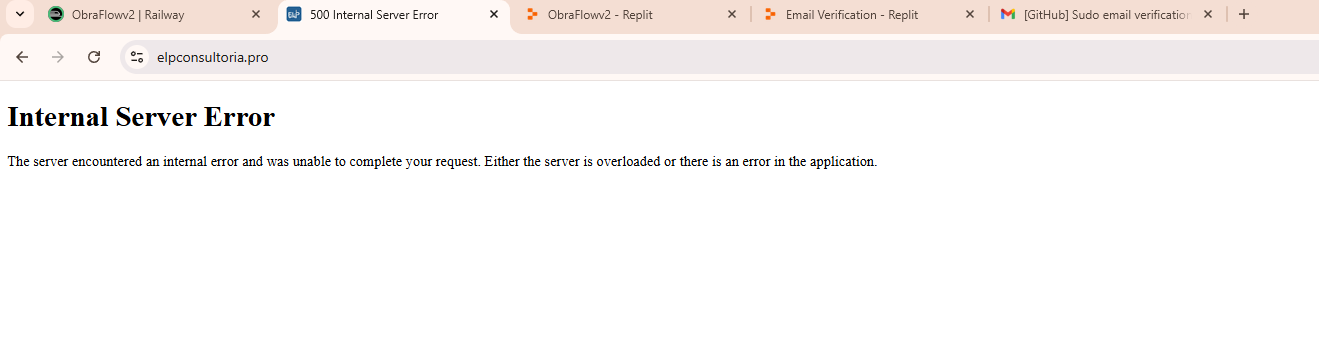 ObraFlowv2 | Railway
ELP 500 Internal Server Error
ObraFlowv2 - Replit
Email Verification - Replit
[GitHub] Sudo email verification
elpconsultoria.pro
Internal Server Error
The server encountered an internal error and was unable to complete your request. Either the server is overloaded or there is an error in the application.